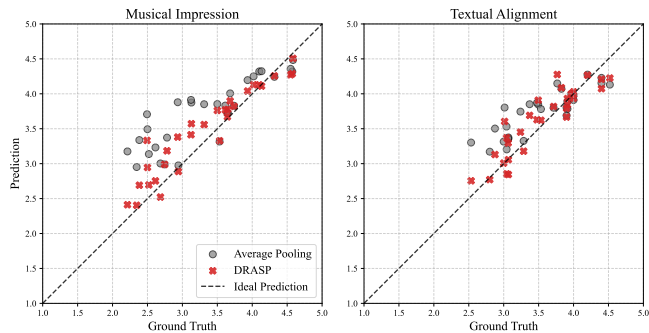 Musical Impression
5.0
4.5
4.0
3.5
3.0
2.5
2.0
1.5
1.0
Prediction
1.0 1.5 2.0 2.5 3.0 3.5 4.0 4.5 5.0
Ground Truth
Average Pooling
DRASP
Ideal Prediction
Textual Alignment
5.0
4.5
4.0
3.5
3.0
2.5
2.0
1.5
1.0
1.0 1.5 2.0 2.5 3.0 3.5 4.0 4.5 5.0
Ground Truth